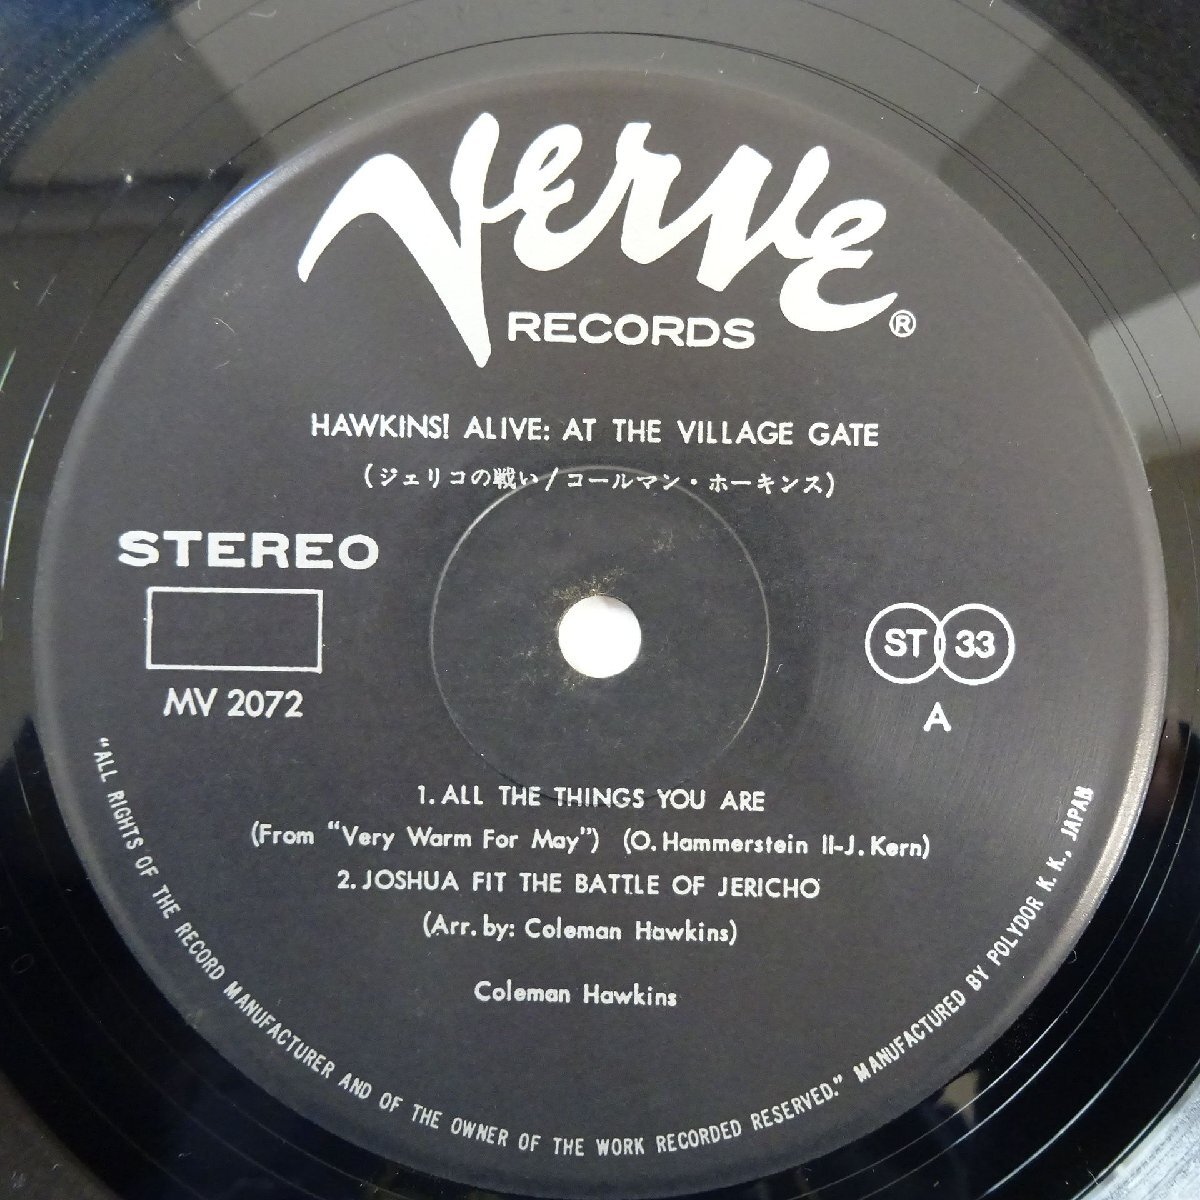 Verve
RECORDS ®
HAWKINS! ALIVE: AT THE VILLAGE GATE
(ジェリコの戦い/コールマン・ホーキンス)
STEREO
MV 2072
ST 33
A
1. ALL THE THINGS YOU ARE
(From "Very Warm For May") (O. Hammerstein II-J. Kern)
2. JOSHUA FIT THE BATTLE OF JERICHO
(Arr. by: Coleman Hawkins)
Coleman Hawkins
"ALL RIGHTS OF THE RECORD MANUFACTURER AND OF THE OWNER OF THE WORK RECORDED RESERVED." MANUFACTURED BY POLYDOR K. K., JAPAN